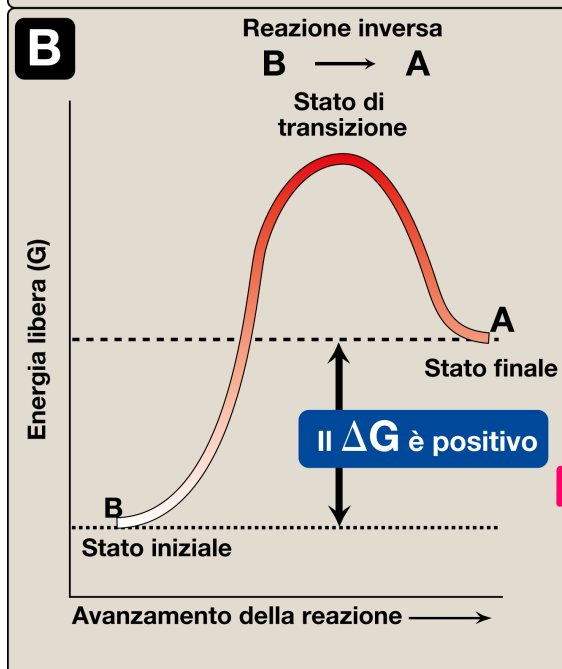 B
Reazione inversa
B → A
Stato di
transizione
Energia libera (G)
A
Stato finale
Il ΔG è positivo
B
Stato iniziale
Avanzamento della reazione